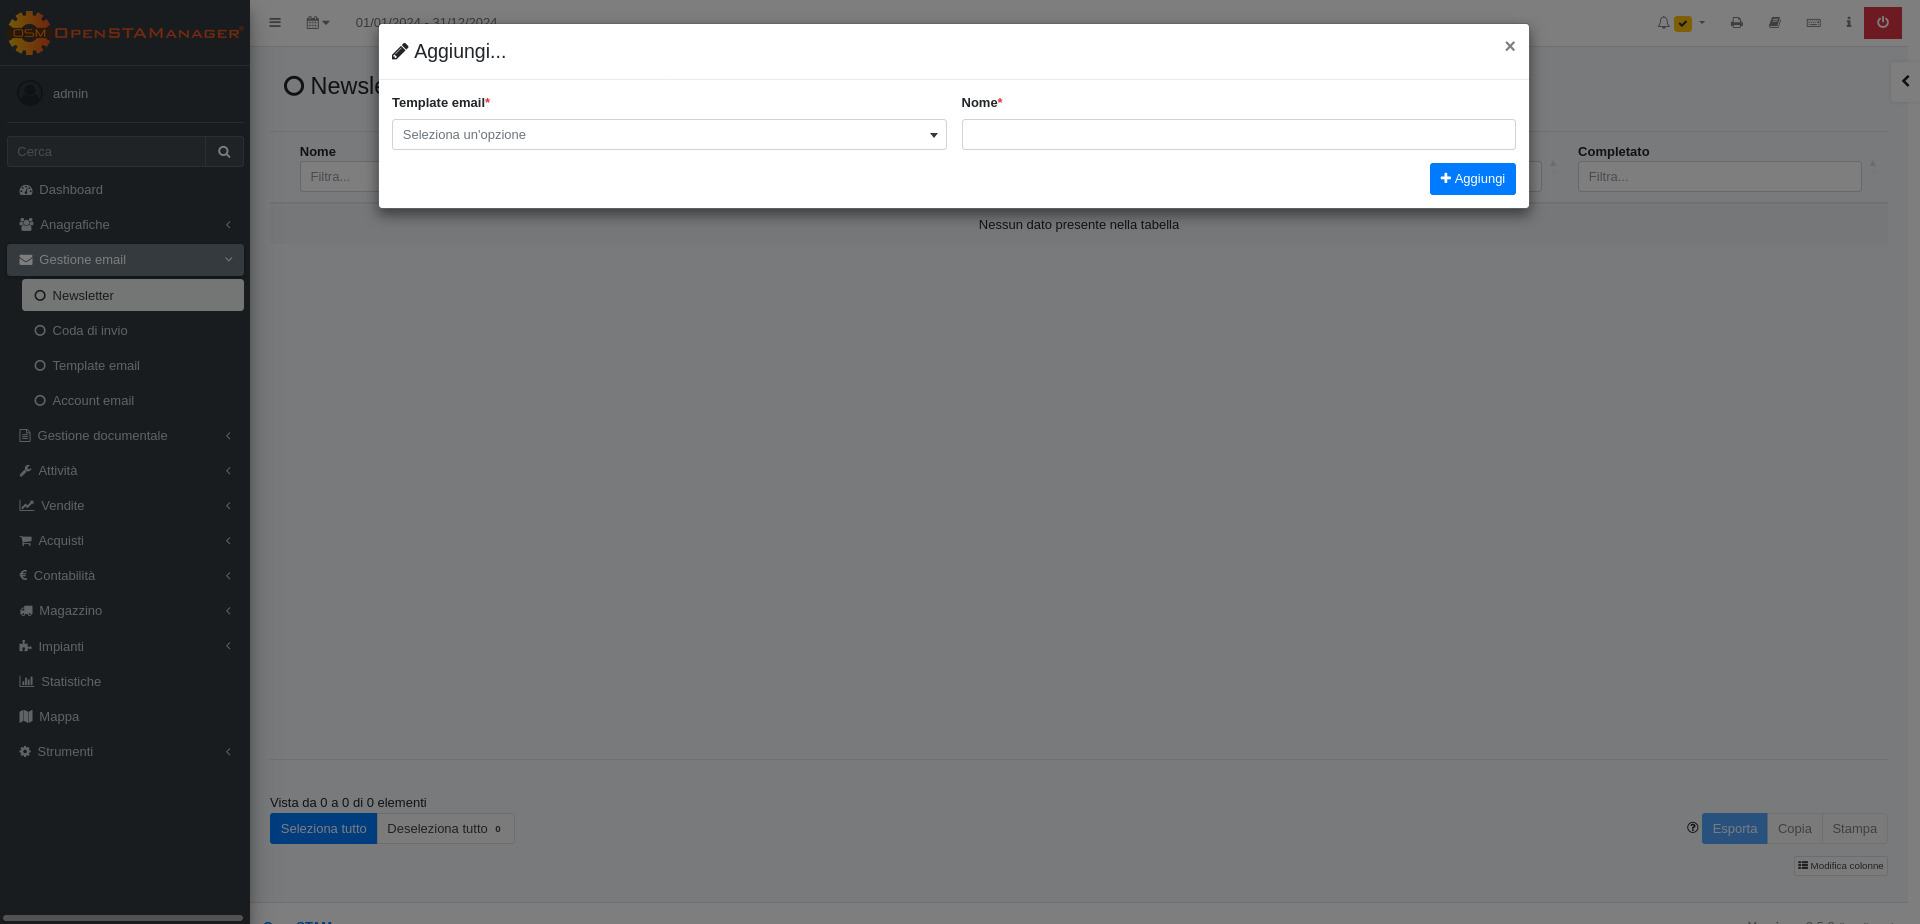 OSM OpenSTAManager
admin
Cerca
Dashboard
Anagrafiche
Gestione email
Newsletter
Coda di invio
Template email
Account email
Gestione documentale
Attività
Vendite
Acquisti
Contabilità
Magazzino
Impianti
Statistiche
Mappa
Strumenti
01/01/2024 - 31/12/2024
Aggiungi...
×
Template email*
Nome*
Seleziona un'opzione
Aggiungi
Nome
Completato
Filtra...
Filtra...
Nessun dato presente nella tabella
Vista da 0 a 0 di 0 elementi
Seleziona tutto
Deseleziona tutto 0
Esporta
Copia
Stampa
Modifica colonne